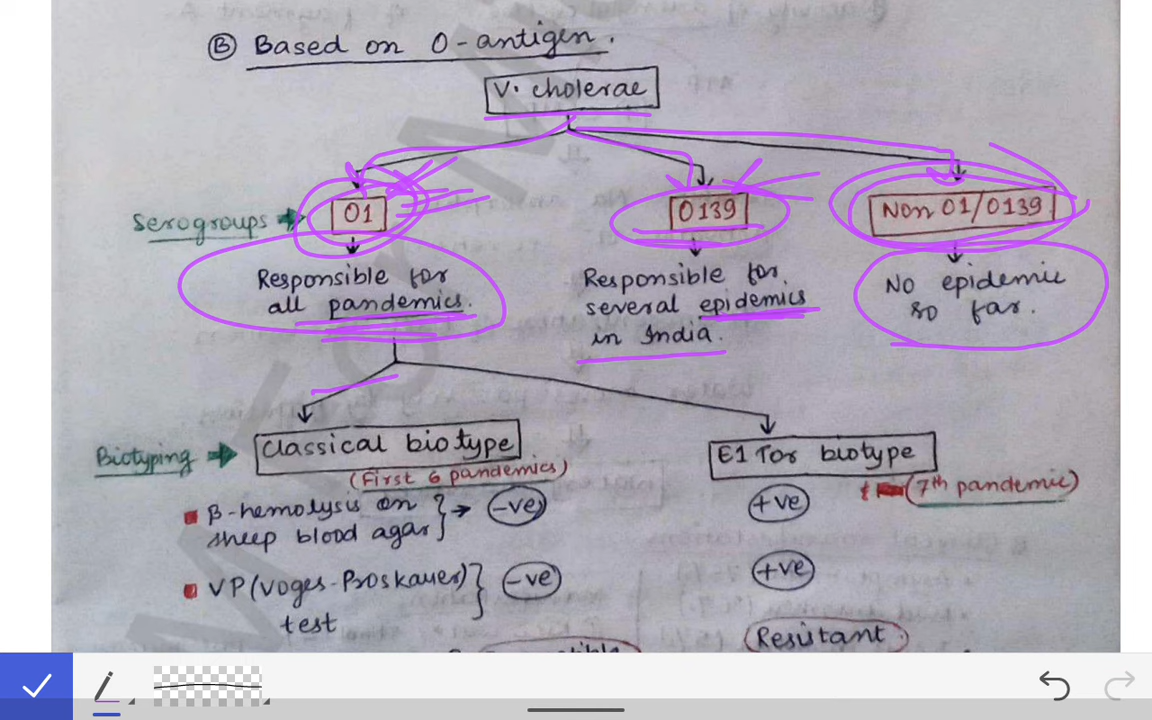 B Based on O-antigen.
V. cholerae
Serogroups
O1
O139
Non O1/O139
Responsible for
all pandemics.
Responsible for
several epidemics
in India.
No epidemic
so far.
Biotyping
Classical biotype
(First 6 pandemics)
E1 Tor biotype
(7th pandemic)
β-hemolysis on
sheep blood agar
-ve
+ve
VP (Voges-Proskauer)
test
-ve
+ve
Resistant